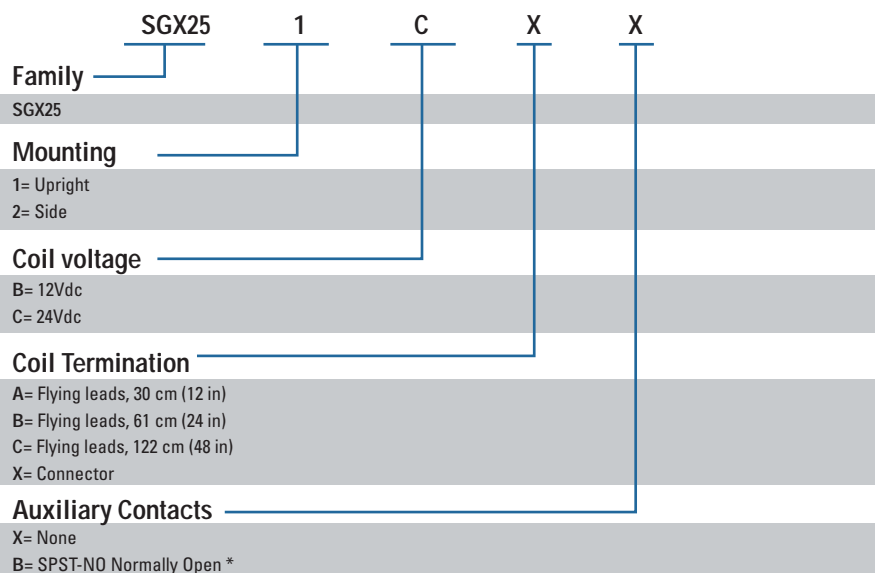 SGX25 1 C X X
Family
SGX25
Mounting
1= Upright
2= Side
Coil voltage
B= 12Vdc
C= 24Vdc
Coil Termination
A= Flying leads, 30 cm (12 in)
B= Flying leads, 61 cm (24 in)
C= Flying leads, 122 cm (48 in)
X= Connector
Auxiliary Contacts
X= None
B= SPST-NO Normally Open *